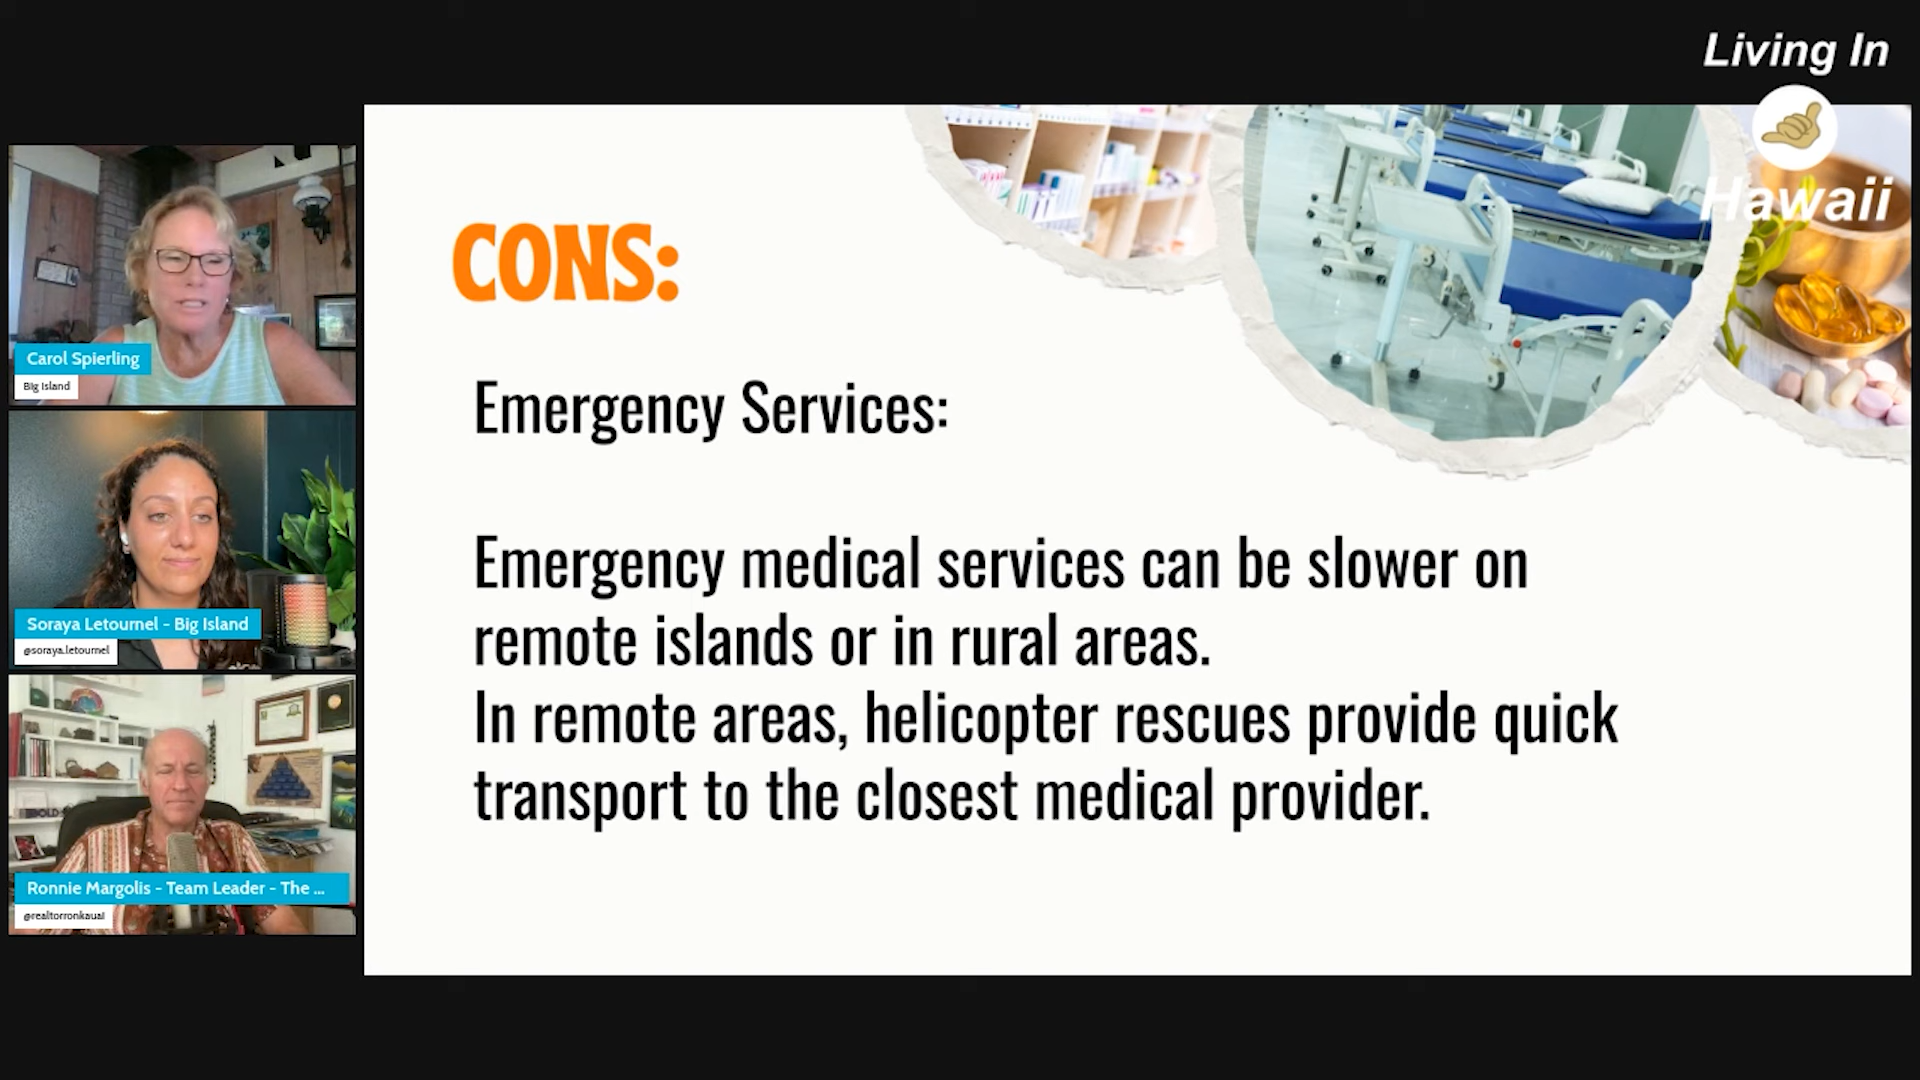 Living In
Hawaii
Carol Spierling
Big Island
Soraya Letournel - Big Island
@soraya.letournel
Ronnie Margolis - Team Leader - The ...
@realtorronkauai
CONS:
Emergency Services:
Emergency medical services can be slower on
remote islands or in rural areas.
In remote areas, helicopter rescues provide quick
transport to the closest medical provider.